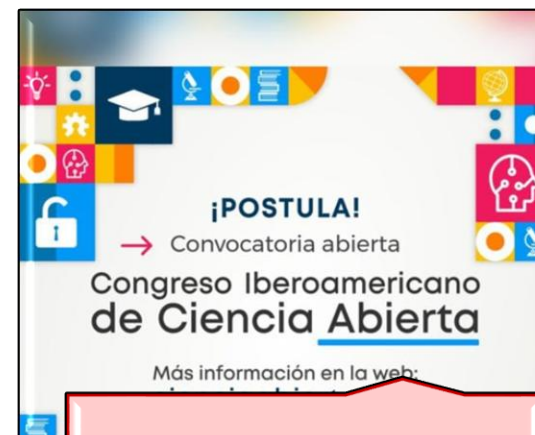 ¡POSTULA!
→ Convocatoria abierta
Congreso Iberoamericano
de Ciencia Abierta
Más información en la web: